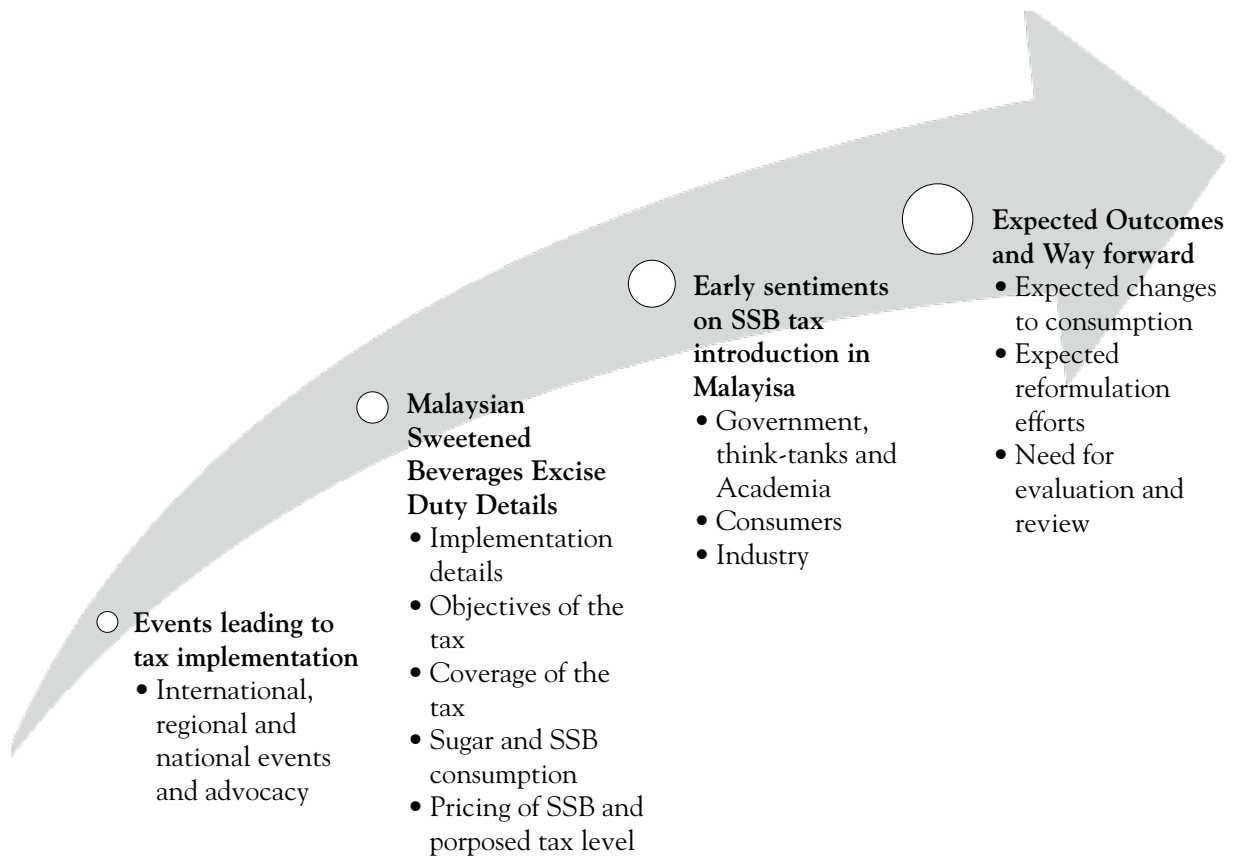 Events leading to
tax implementation
• International,
regional and
national events
and advocacy
Malaysian
Sweetened
Beverages Excise
Duty Details
• Implementation
details
• Objectives of the
tax
• Coverage of the
tax
• Sugar and SSB
consumption
• Pricing of SSB and
porposed tax level
Early sentiments
on SSB tax
introduction in
Malayisa
• Government,
think-tanks and
Academia
• Consumers
• Industry
Expected Outcomes
and Way forward
• Expected changes
to consumption
• Expected
reformulation
efforts
• Need for
evaluation and
review